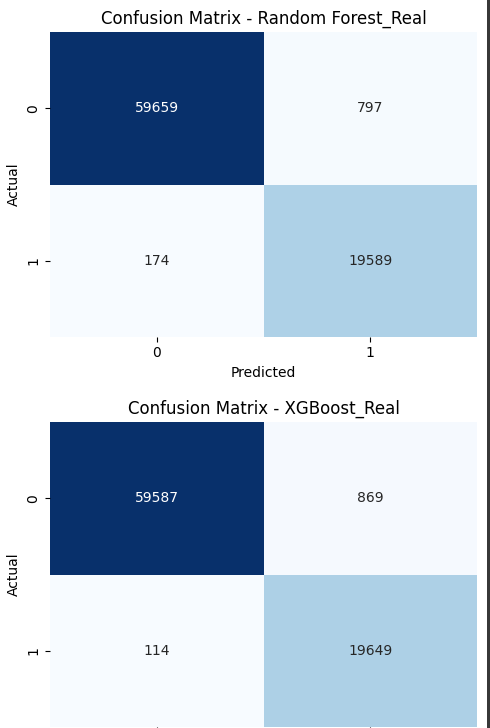 Confusion Matrix - Random Forest_Real
0
59659
797
Actual
1
174
19589
0
1
Predicted
Confusion Matrix - XGBoost_Real
0
59587
869
Actual
1
114
19649